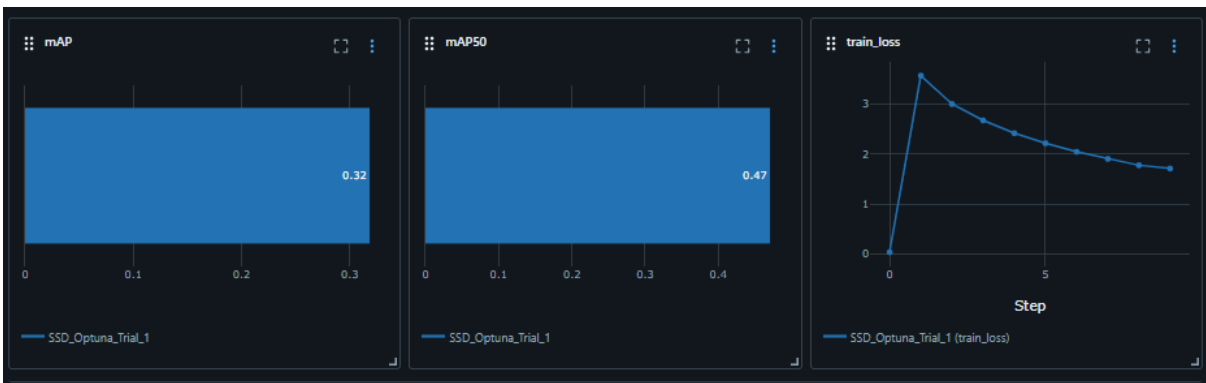 mAP
0.32
0 0.1 0.2 0.3
SSD_Optuna_Trial_1
mAP50
0.47
0 0.1 0.2 0.3 0.4
SSD_Optuna_Trial_1
train_loss
3
2
1
0
0 5
Step
SSD_Optuna_Trial_1 (train_loss)